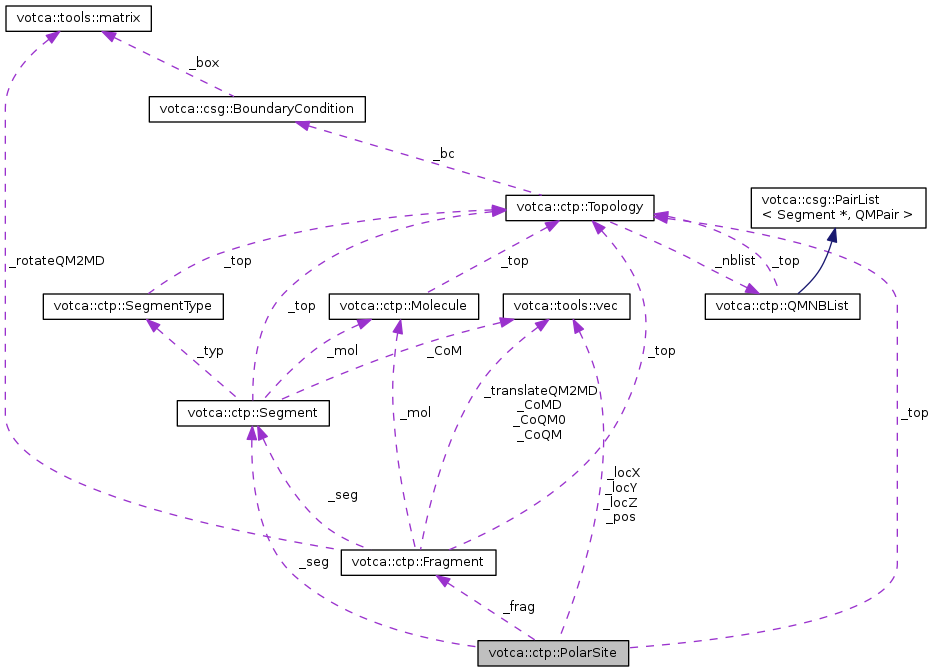 votca::tools::matrix
_box
votca::csg::BoundaryCondition
_bc
votca::ctp::Topology
votca::csg::PairList
< Segment *, QMPair >
_rotateQM2MD
_top
_nblist
_top
votca::ctp::SegmentType
_top
votca::ctp::Molecule
_top
votca::tools::vec
votca::ctp::QMNBList
_typ
_mol
_CoM
_top
votca::ctp::Segment
_mol
_translateQM2MD
_CoMD
_CoQM0
_CoQM
_top
_seg
_locX
_locY
_locZ
_pos
_seg
votca::ctp::Fragment
_frag
votca::ctp::PolarSite